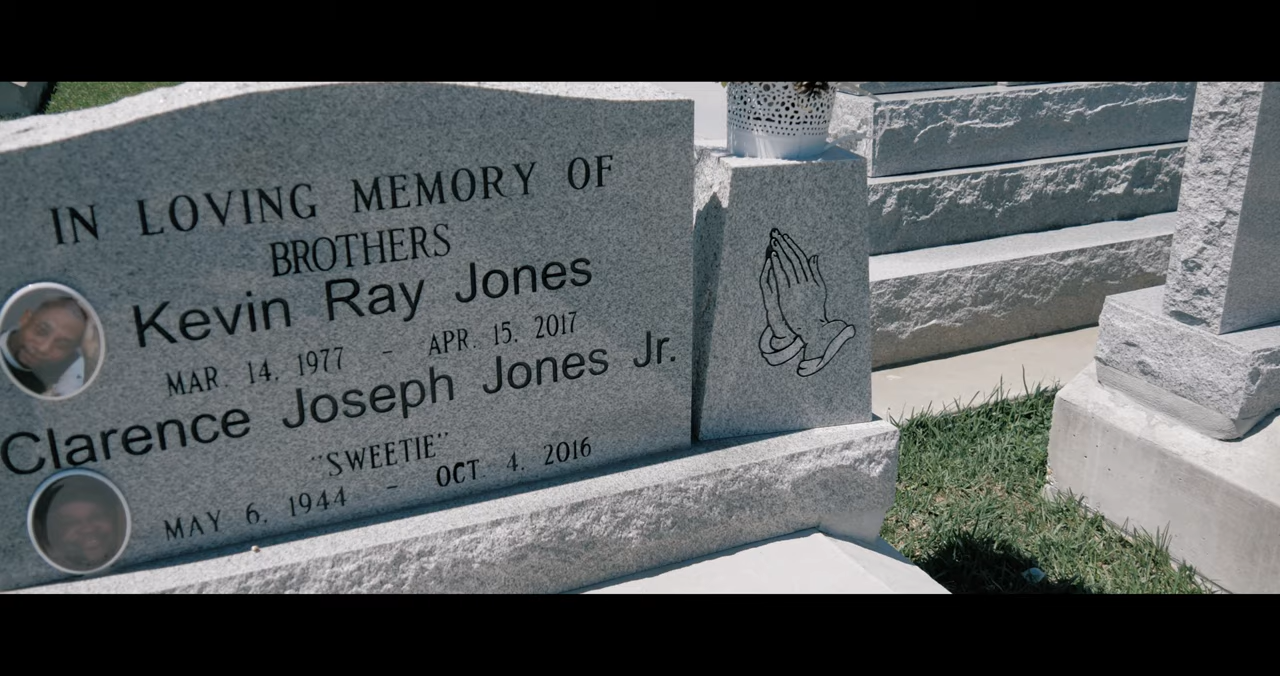 IN LOVING MEMORY OF
BROTHERS
Kevin Ray Jones
MAR. 14, 1977 - APR. 15, 2017
Clarence Joseph Jones Jr.
"SWEETIE"
MAY 6, 1944 - OCT 4, 2016